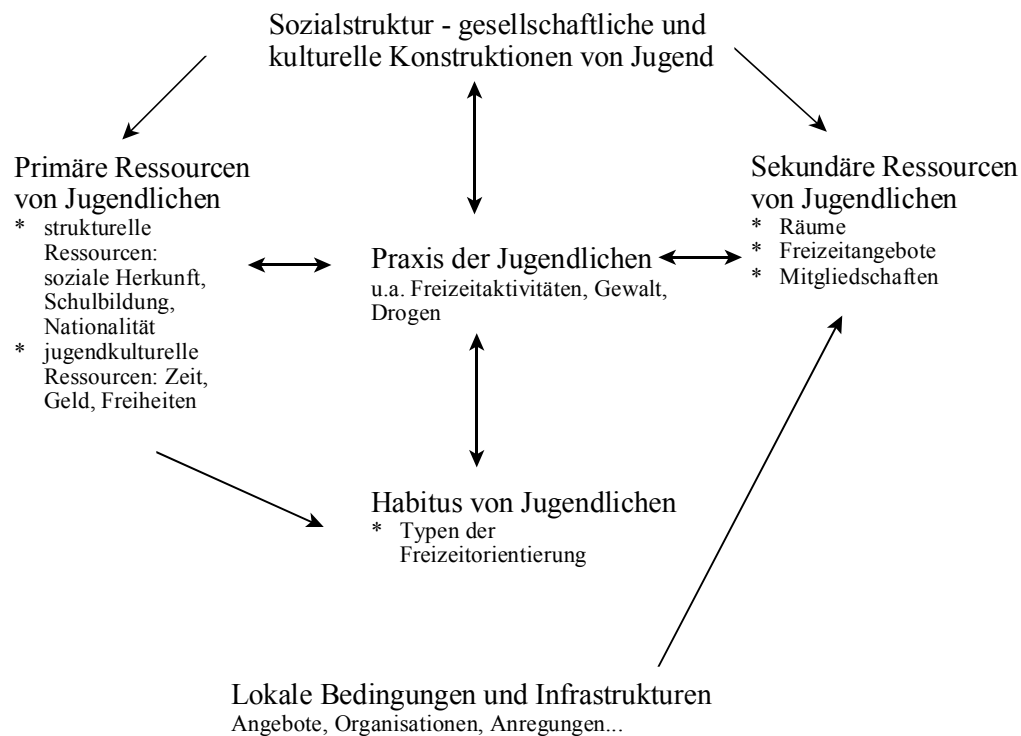 Sozialstruktur - gesellschaftliche und
kulturelle Konstruktionen von Jugend
Primäre Ressourcen
von Jugendlichen
* strukturelle
Ressourcen:
soziale Herkunft,
Schulbildung,
Nationalität
* jugendkulturelle
Ressourcen: Zeit,
Geld, Freiheiten
Praxis der Jugendlichen
u.a. Freizeitaktivitäten, Gewalt,
Drogen
Sekundäre Ressourcen
von Jugendlichen
* Räume
* Freizeitangebote
* Mitgliedschaften
Habitus von Jugendlichen
* Typen der
Freizeitorientierung
Lokale Bedingungen und Infrastrukturen
Angebote, Organisationen, Anregungen...